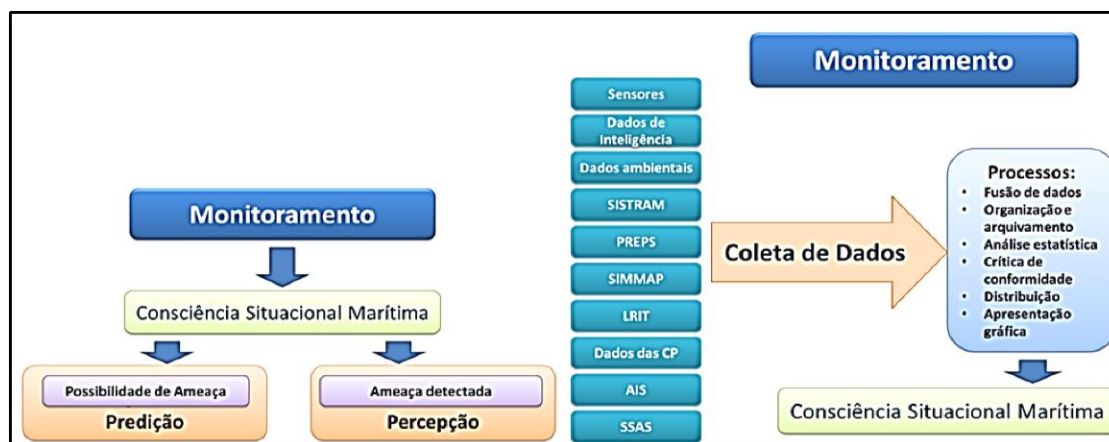 Monitoramento
Consciência Situacional Marítima
Possibilidade de Ameaça
Predição
Ameaça detectada
Percepção
Sensores
Dados de
Inteligência
Dados ambientais
SISTRAM
PREPS
SIMMAP
LRIT
Dados das CP
AIS
SSAS
Coleta de Dados
Monitoramento
Processos:
• Fusão de dados
• Organização e
arquivamento
• Análise estatística
• Crítica de
conformidade
• Distribuição
• Apresentação
gráfica
Consciência Situacional Marítima